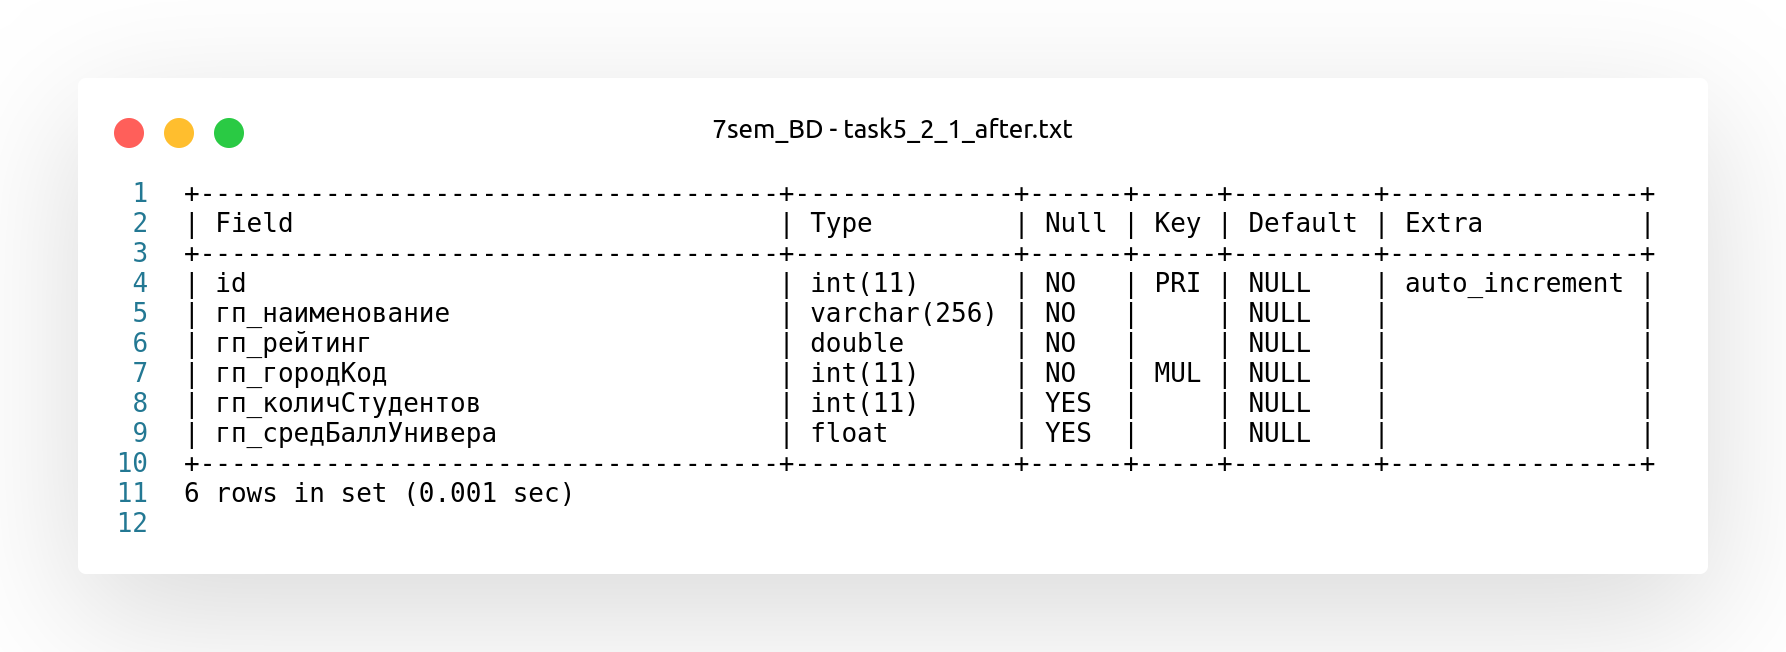 7sem_BD - task5_2_1_after.txt
1 +-------------------------------------+--------------+------+-----+---------+----------------+
2 | Field                               | Type         | Null | Key | Default | Extra          |
3 +-------------------------------------+--------------+------+-----+---------+----------------+
4 | id                                  | int(11)      | NO   | PRI | NULL    | auto_increment |
5 | гп_наименование                     | varchar(256) | NO   |     | NULL    |                |
6 | гп_рейтинг                          | double       | NO   |     | NULL    |                |
7 | гп_городКод                         | int(11)      | NO   | MUL | NULL    |                |
8 | гп_количСтудентов                   | int(11)      | YES  |     | NULL    |                |
9 | гп_средБаллУнивера                  | float        | YES  |     | NULL    |                |
10 +-------------------------------------+--------------+------+-----+---------+----------------+
11 6 rows in set (0.001 sec)
12